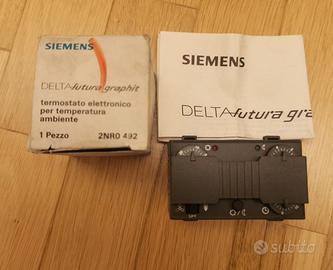 SIEMENS
DELTA futura graphit
termostato elettronico
per temperatura
ambiente
1 Pezzo 2NR0 492
SIEMENS
DELTA futura gra
subito